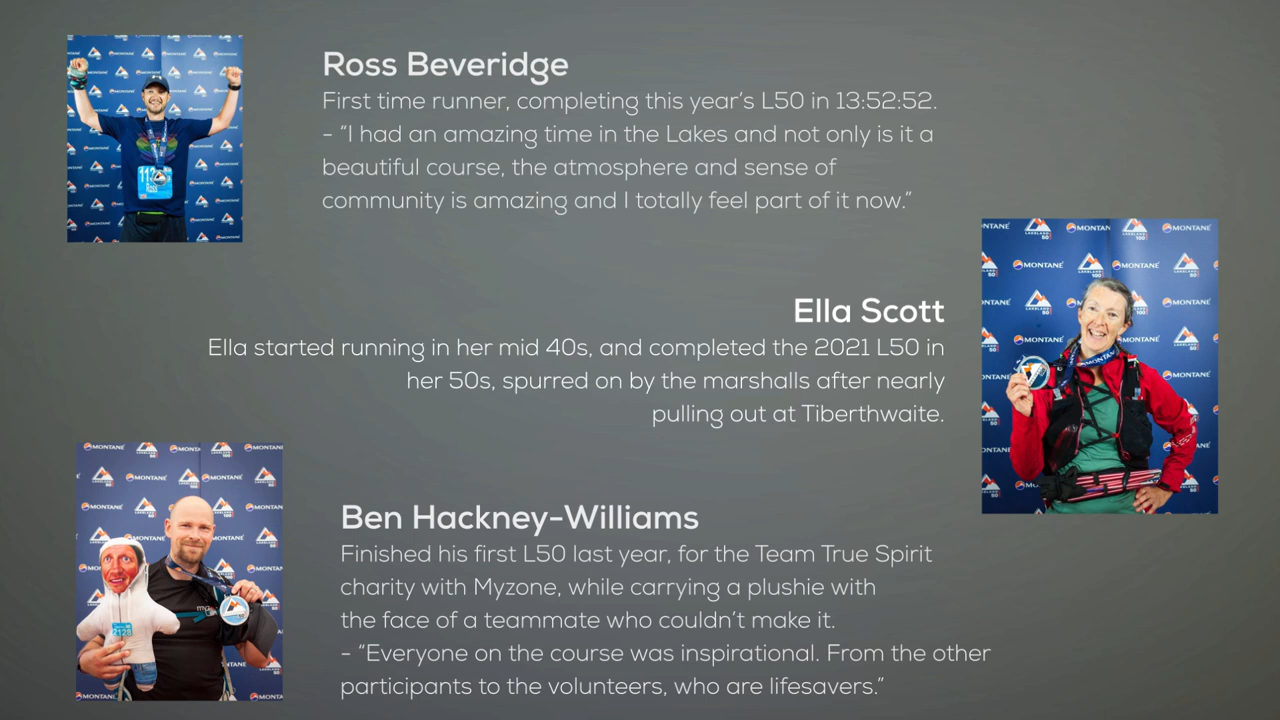 Ross Beveridge
First time runner, completing this year's L50 in 13:52:52.
- “I had an amazing time in the Lakes and not only is it a
beautiful course, the atmosphere and sense of
community is amazing and I totally feel part of it now.”
Ella Scott
Ella started running in her mid 40s, and completed the 2021 L50 in
her 50s, spurred on by the marshalls after nearly
pulling out at Tiberthwaite.
Ben Hackney-Williams
Finished his first L50 last year, for the Team True Spirit
charity with Myzone, while carrying a plushie with
the face of a teammate who couldn't make it.
- “Everyone on the course was inspirational. From the other
participants to the volunteers, who are lifesavers.”
MONTANE
LAKELAND
50
LAKELAND
100
2128